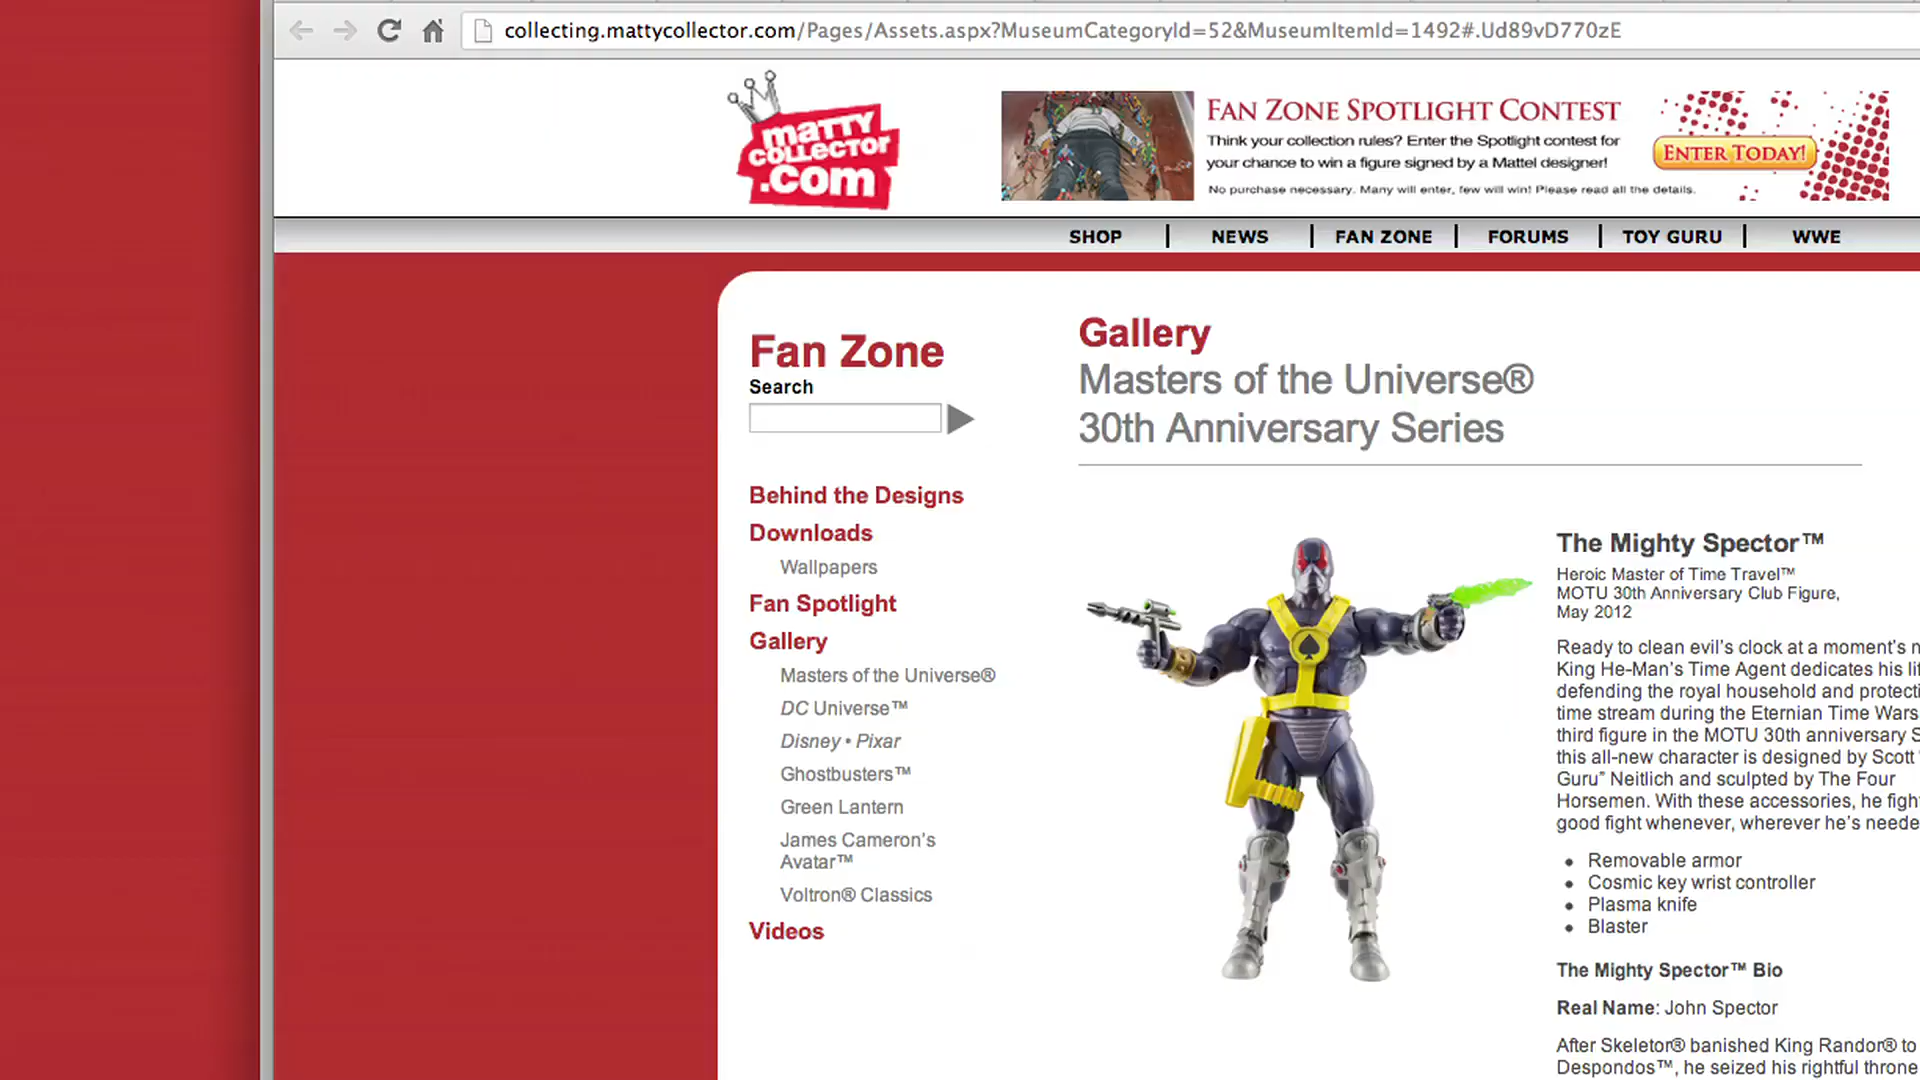 collecting.mattycollector.com/Pages/Assets.aspx?MuseumCategoryId=52&MuseumItemId=1492#.Ud89vD770zE
matty
collector
.com
Fan Zone Spotlight Contest
Think your collection rules? Enter the Spotlight contest for
your chance to win a figure signed by a Mattel designer!
No purchase necessary. Many will enter, few will win! Please read all the details.
Enter Today!
SHOP | NEWS | FAN ZONE | FORUMS | TOY GURU | WWE
Fan Zone
Search
Behind the Designs
Downloads
Wallpapers
Fan Spotlight
Gallery
Masters of the Universe®
DC Universe™
Disney • Pixar
Ghostbusters™
Green Lantern
James Cameron's
Avatar™
Voltron® Classics
Videos
Gallery
Masters of the Universe®
30th Anniversary Series
The Mighty Spector™
Heroic Master of Time Travel™
MOTU 30th Anniversary Club Figure,
May 2012
Ready to clean evil's clock at a moment's
King He-Man's Time Agent dedicates his
defending the royal household and
time stream during the Eternian Time Wars
third figure in the MOTU 30th anniversary
this all-new character is designed by Scott
Guru" Neitlich and sculpted by The Four
Horsemen. With these accessories, he
good fight whenever, wherever he's
• Removable armor
• Cosmic key wrist controller
• Plasma knife
• Blaster
The Mighty Spector™ Bio
Real Name: John Spector
After Skeletor® banished King Randor® to
Despondos™, he seized his rightful throne